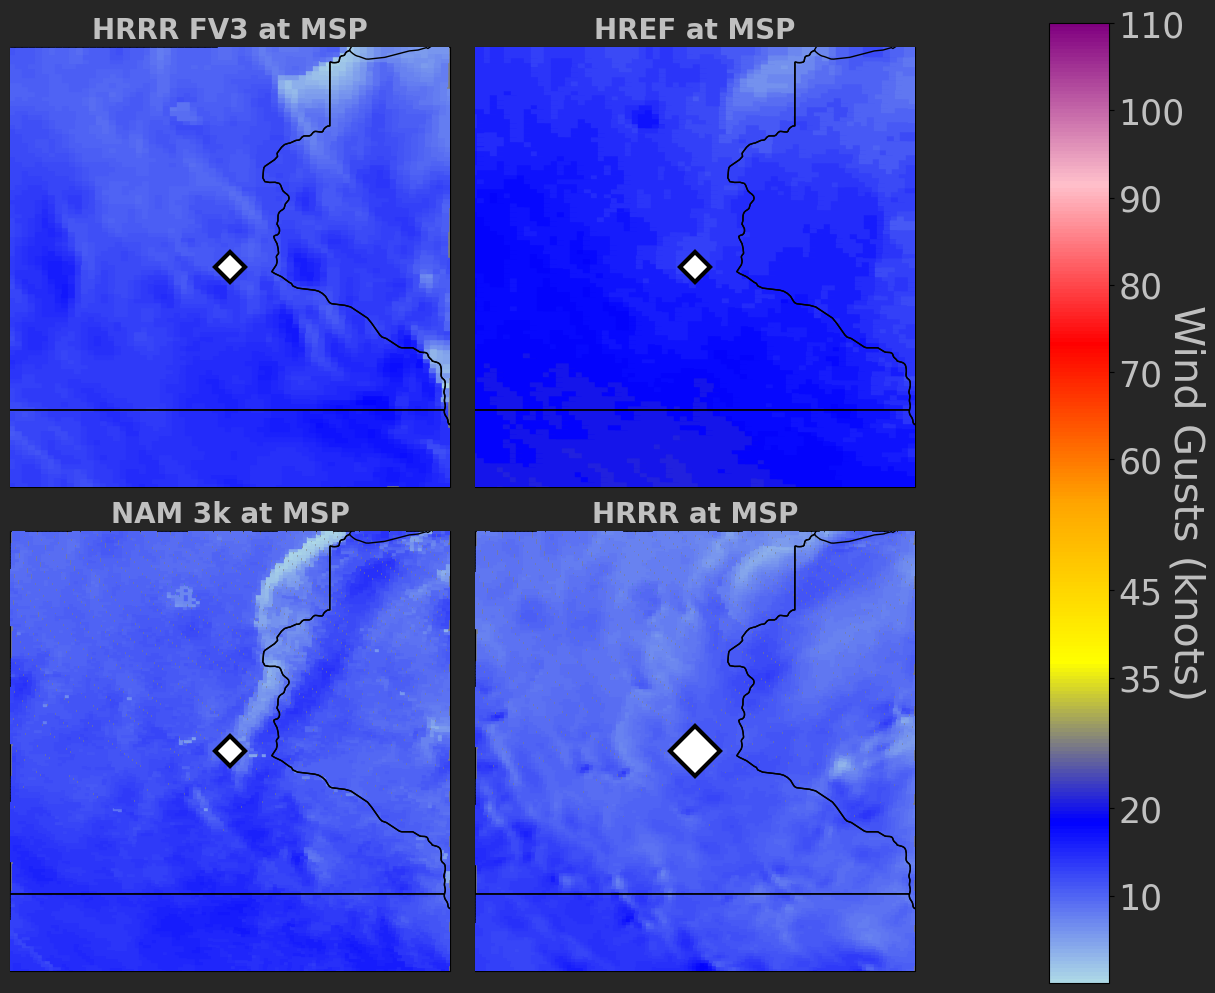 HRRR FV3 at MSP
HREF at MSP
NAM 3k at MSP
HRRR at MSP
110
100
90
80
70
60
45
35
20
10
Wind Gusts (knots)